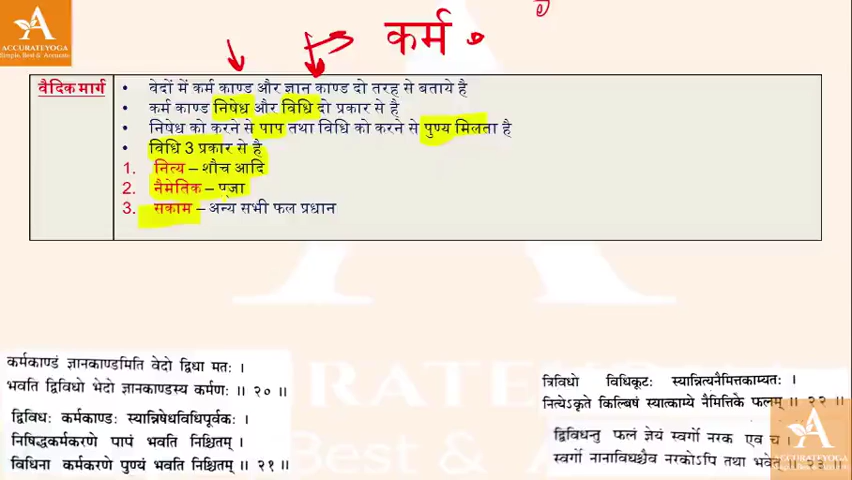 ACCURATEYOGA
Simple, Best & Accurate
कर्म
वैदिक मार्ग
• वेदों में कर्म काण्ड और ज्ञान काण्ड दो तरह से बताये है
• कर्म काण्ड निषेध और विधि दो प्रकार से है
• निषेध को करने से पाप तथा विधि को करने से पुण्य मिलता है
• विधि 3 प्रकार से है
1. नित्य – शौच आदि
2. नैमेतिक – पूजा
3. सकाम – अन्य सभी फल प्रधान
कर्मकाण्डं ज्ञानकाण्डमिति वेदो द्विधा मतः ।
भवति द्विविधो भेदो ज्ञानकाण्डस्य कर्मणः ॥ २० ॥
द्विविधः कर्मकाण्डः स्यान्निषेधविधिपूर्वकः ।
निषिद्धकर्मकरणे पापं भवति निश्चितम् ।
विधिना कर्मकरणे पुण्यं भवति निश्चितम् ॥ २१ ॥
त्रिविधो विधिकूटः स्यान्नित्यनैमित्तकाम्यतः ।
नित्येऽकृते किल्बिषं स्यात्काम्ये नैमित्तिके फलम् ॥ २२ ॥
द्विविधन्तु फलं ज्ञेयं स्वर्गो नरक एव च ।
स्वर्गो नानाविधश्चैव नरकोऽपि तथा भवेत् ॥ २३ ॥
ACCURATEYOGA